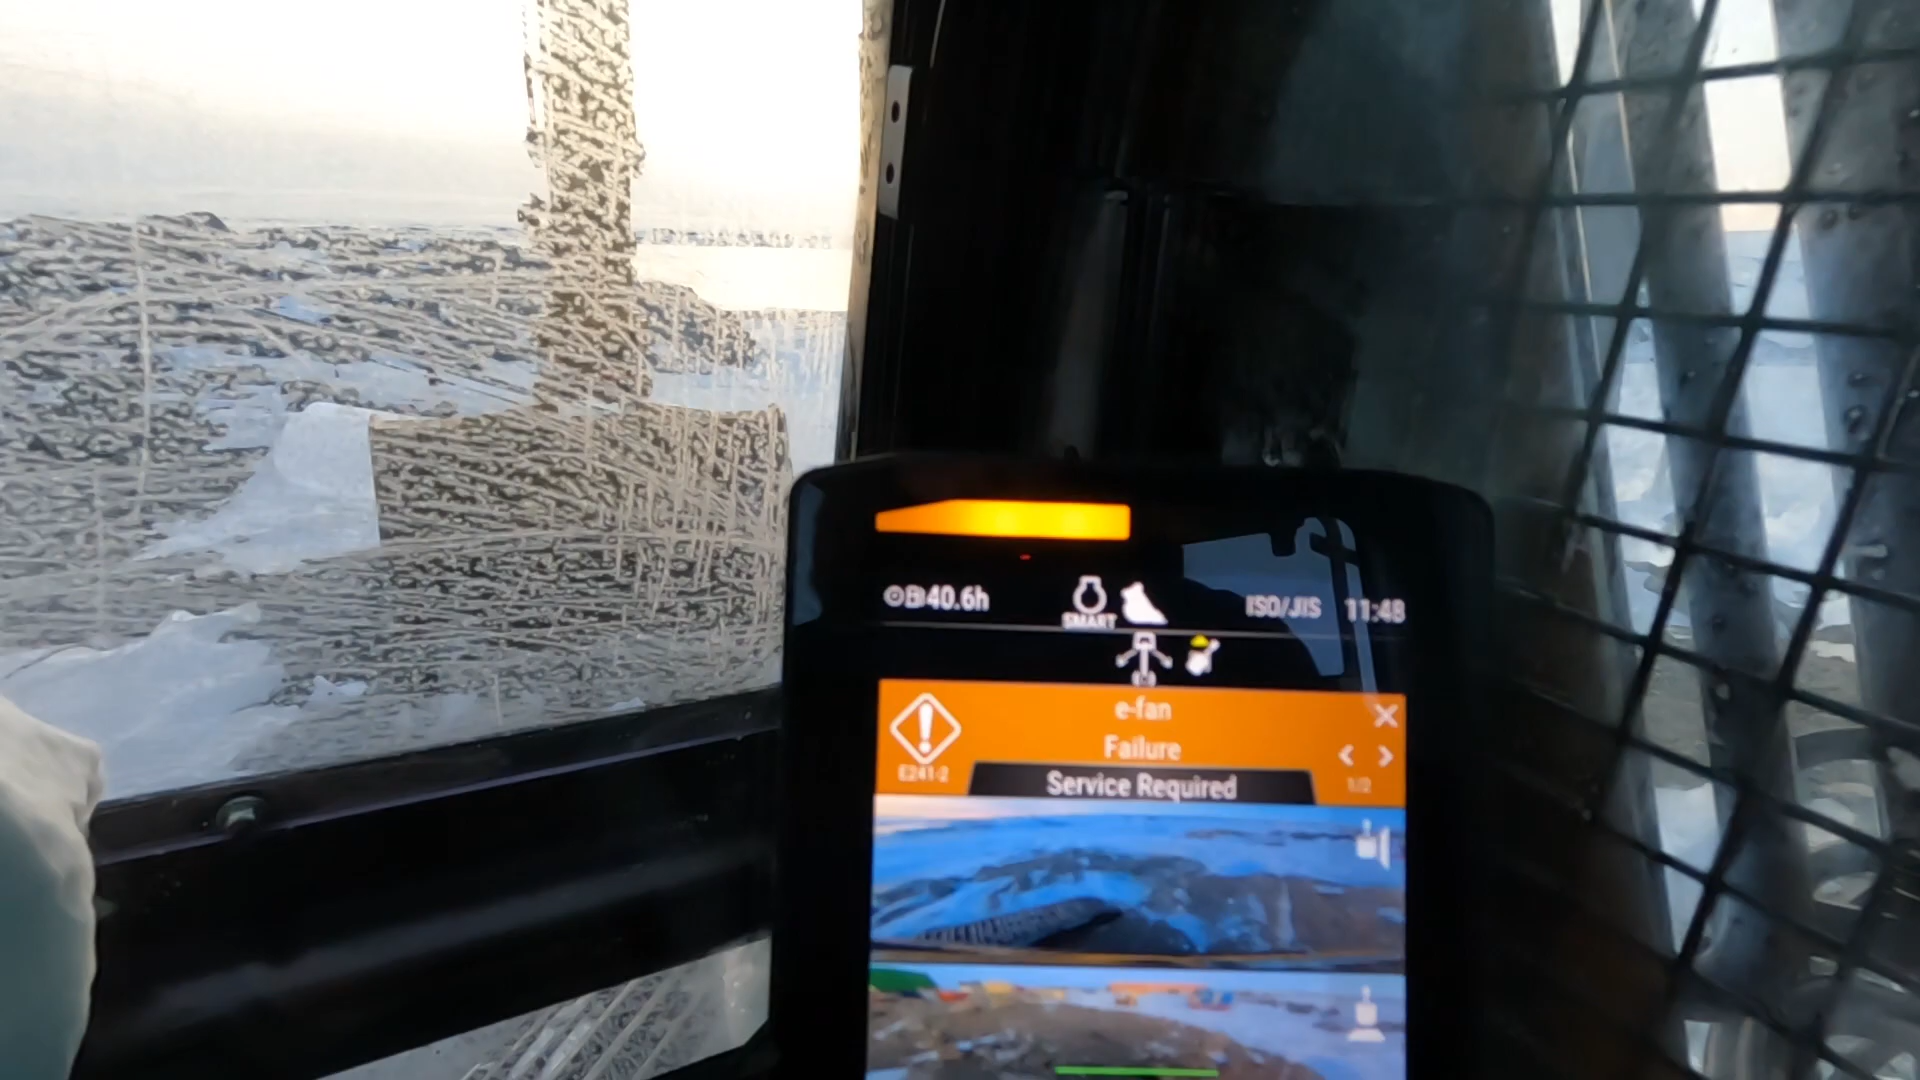 40.6h
SMART
ISO/JIS
11:48
e-fan
Failure
E241-2
1/2
Service Required